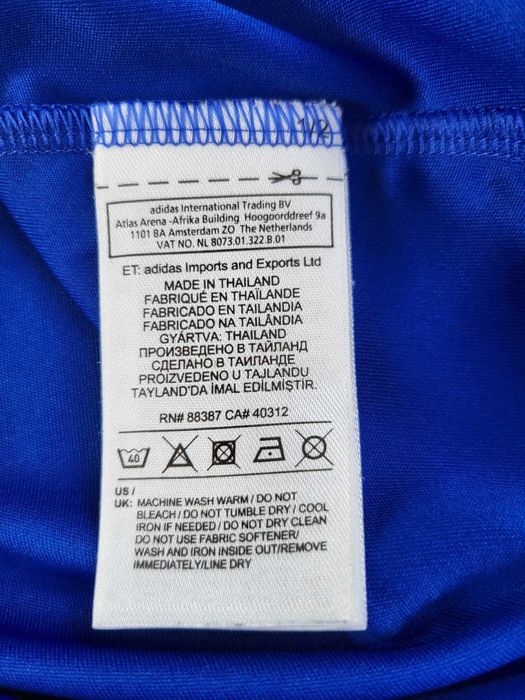 1/2
adidas International Trading BV
Atlas Arena -Afrika Building Hoogoorddreef 9a
1101 BA Amsterdam ZO The Netherlands
VAT NO. NL 8073.01.322.B.01
ET: adidas Imports and Exports Ltd
MADE IN THAILAND
FABRIQUÉ EN THAÏLANDE
FABRICADO EN TAILANDIA
FABRICADO NA TAILÂNDIA
GYÁRTVA: THAILAND
ПРОИЗВЕДЕНО В ТАЙЛАНД
СДЕЛАНО В ТАИЛАНДЕ
PROIZVEDENO U TAJLANDU
TAYLAND'DA İMAL EDİLMİŞTİR.
RN# 88387 CA# 40312
40
US /
UK: MACHINE WASH WARM / DO NOT
BLEACH / DO NOT TUMBLE DRY / COOL
IRON IF NEEDED / DO NOT DRY CLEAN
DO NOT USE FABRIC SOFTENER/
WASH AND IRON INSIDE OUT/REMOVE
IMMEDIATELY/LINE DRY